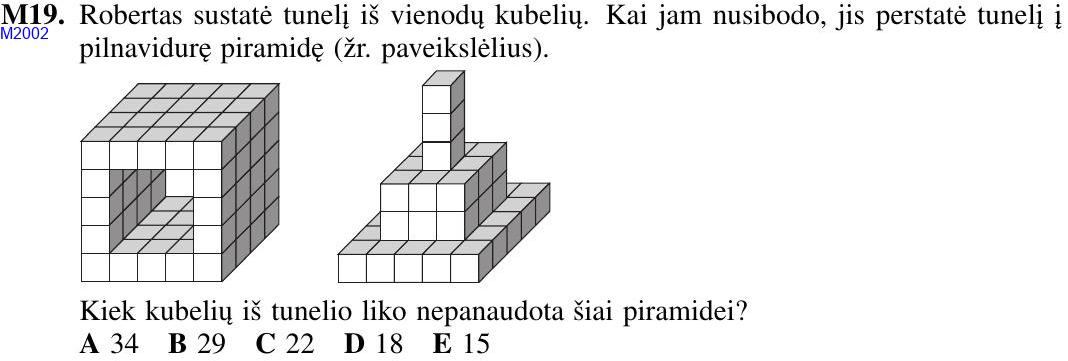 M19. Robertas sustatė tunelį iš vienodų kubelių. Kai jam nusibodo, jis perstatė tunelį į
M2002
pilnavidurę piramidę (žr. paveikslėlius).
Kiek kubelių iš tunelio liko nepanaudota šiai piramidei?
A 34 B 29 C 22 D 18 E 15